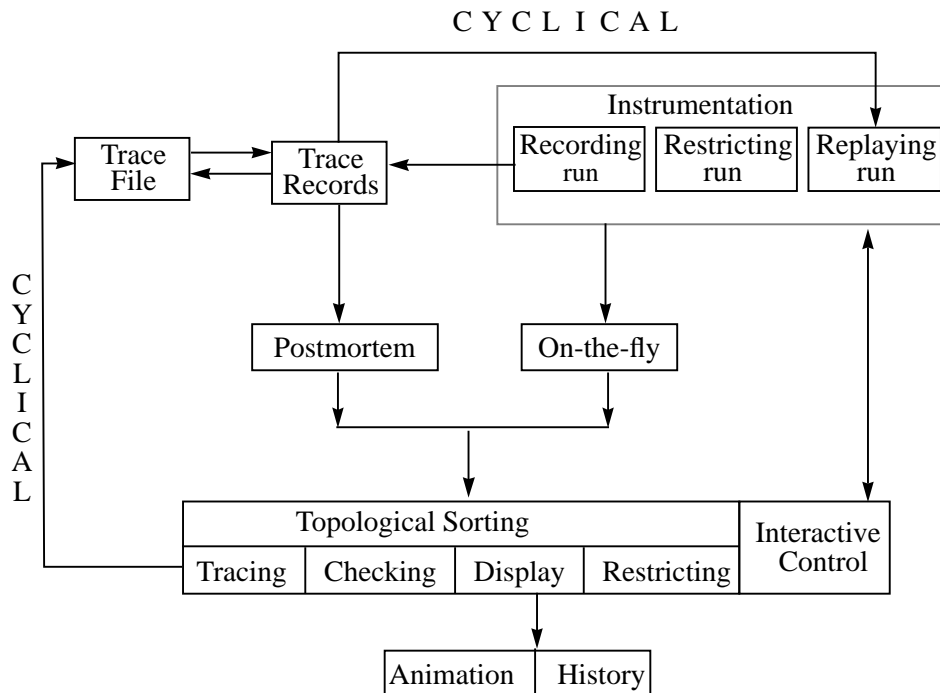 C Y C L I C A L
Instrumentation
Recording
run
Restricting
run
Replaying
run
Trace
File
Trace
Records
C
Y
C
L
I
C
A
L
Postmortem
On-the-fly
Topological Sorting
Tracing
Checking
Display
Restricting
Interactive
Control
Animation
History